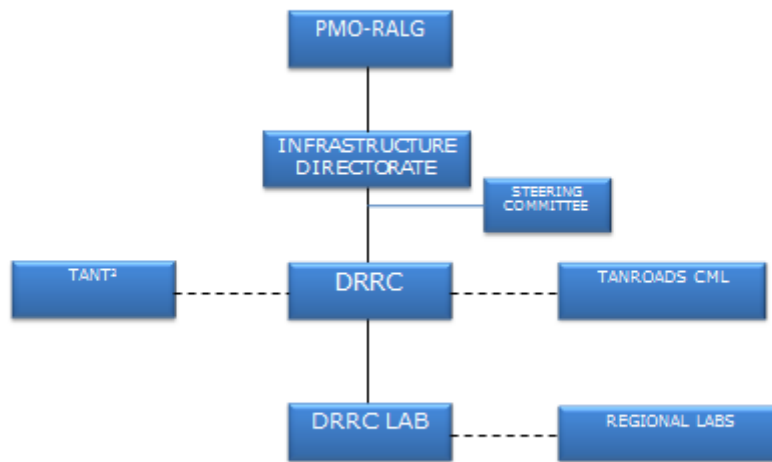 PMO-RALG
INFRASTRUCTURE
DIRECTORATE
STEERING
COMMITTEE
TANT²
DRRC
TANROADS CML
DRRC LAB
REGIONAL LABS